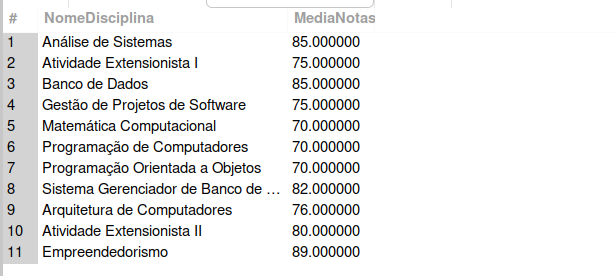 # NomeDisciplina MediaNotas
1 Análise de Sistemas 85.000000
2 Atividade Extensionista I 75.000000
3 Banco de Dados 85.000000
4 Gestão de Projetos de Software 75.000000
5 Matemática Computacional 70.000000
6 Programação de Computadores 70.000000
7 Programação Orientada a Objetos 70.000000
8 Sistema Gerenciador de Banco de ... 82.000000
9 Arquitetura de Computadores 76.000000
10 Atividade Extensionista II 80.000000
11 Empreendedorismo 89.000000